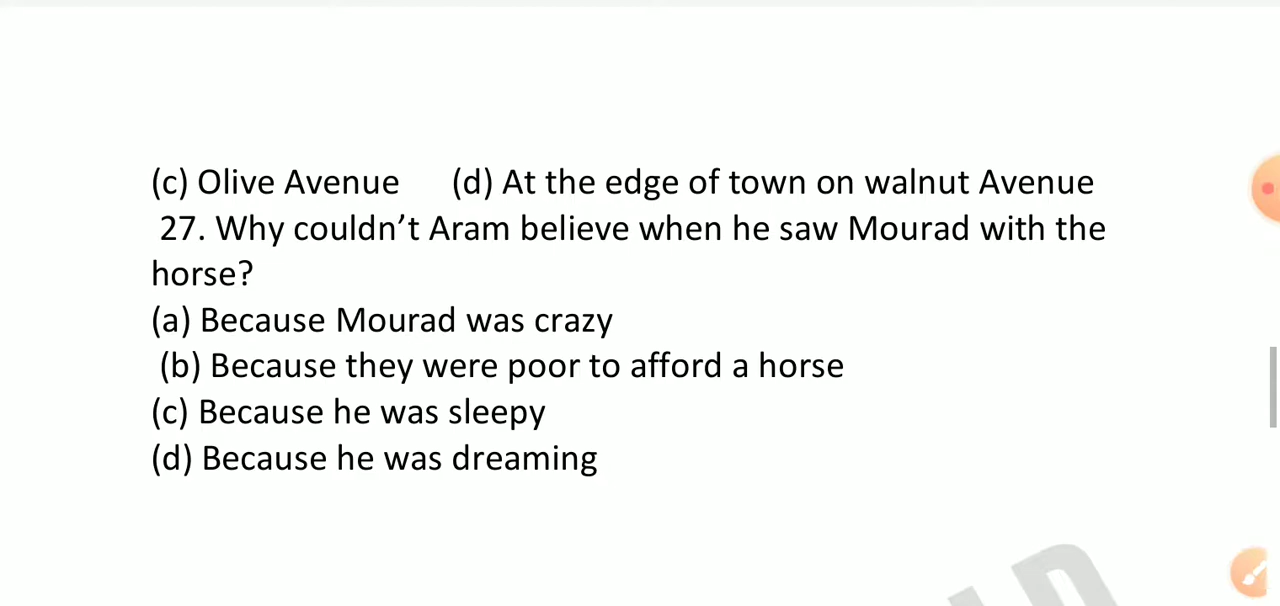 (c) Olive Avenue (d) At the edge of town on walnut Avenue
27. Why couldn’t Aram believe when he saw Mourad with the
horse?
(a) Because Mourad was crazy
(b) Because they were poor to afford a horse
(c) Because he was sleepy
(d) Because he was dreaming